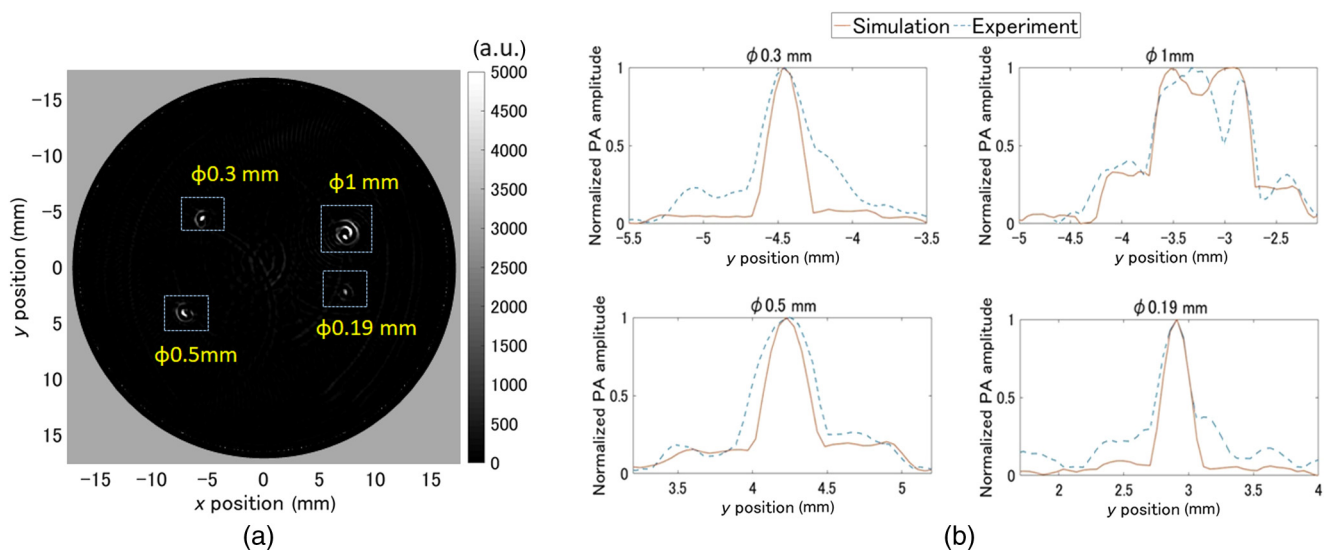 (a.u.)
5000
4500
4000
3500
3000
2500
2000
1500
1000
500
0
−15
−10
−5
0
5
10
15
y position (mm)
ϕ0.3 mm
ϕ1 mm
ϕ0.19 mm
ϕ0.5mm
−15 −10 −5 0 5 10 15
x position (mm)
(a)
Simulation Experiment
ϕ0.3 mm
Normalized PA amplitude
1
0.5
0
-5.5 -5 -4.5 -4 -3.5
y position (mm)
ϕ1mm
Normalized PA amplitude
1
0.5
0
-5 -4.5 -4 -3.5 -3 -2.5
y position (mm)
ϕ0.5 mm
Normalized PA amplitude
1
0.5
0
3.5 4 4.5 5
y position (mm)
ϕ0.19 mm
Normalized PA amplitude
1
0.5
0
2 2.5 3 3.5 4
y position (mm)
(b)